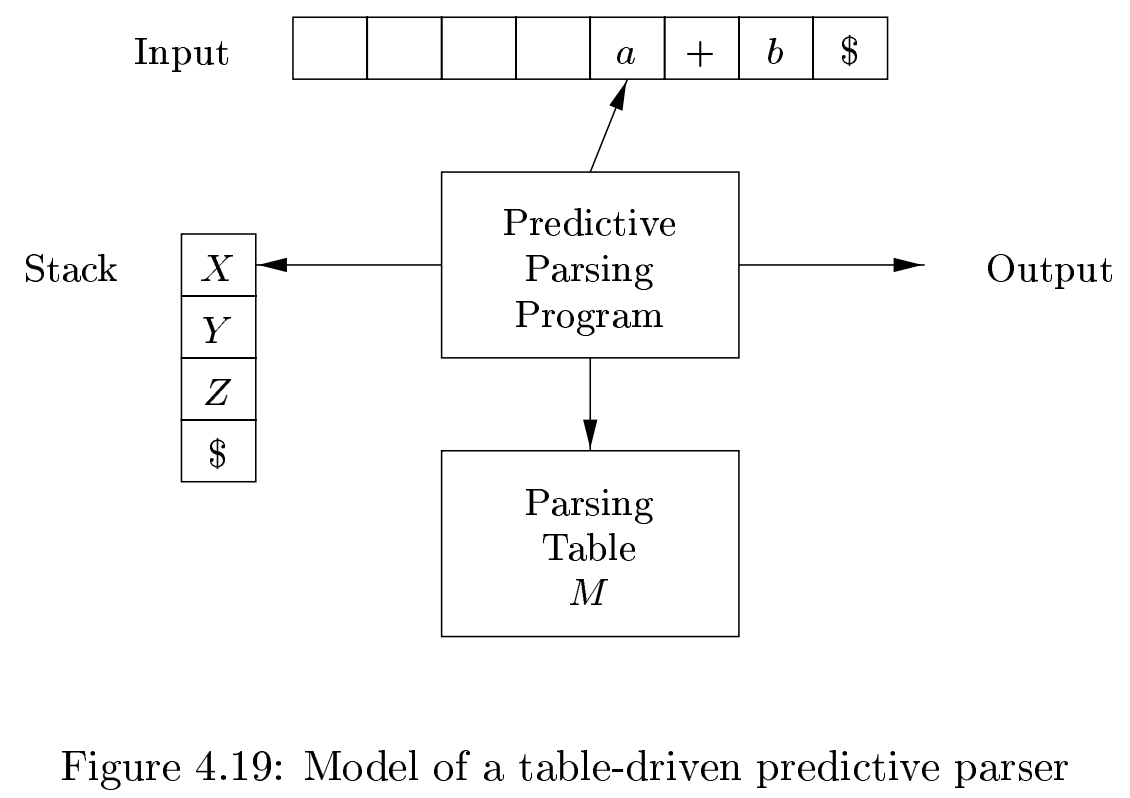 Input a + b $
Predictive
Stack X Parsing Output
Y Program
Z
$
Parsing
Table
M
Figure 4.19: Model of a table-driven predictive parser